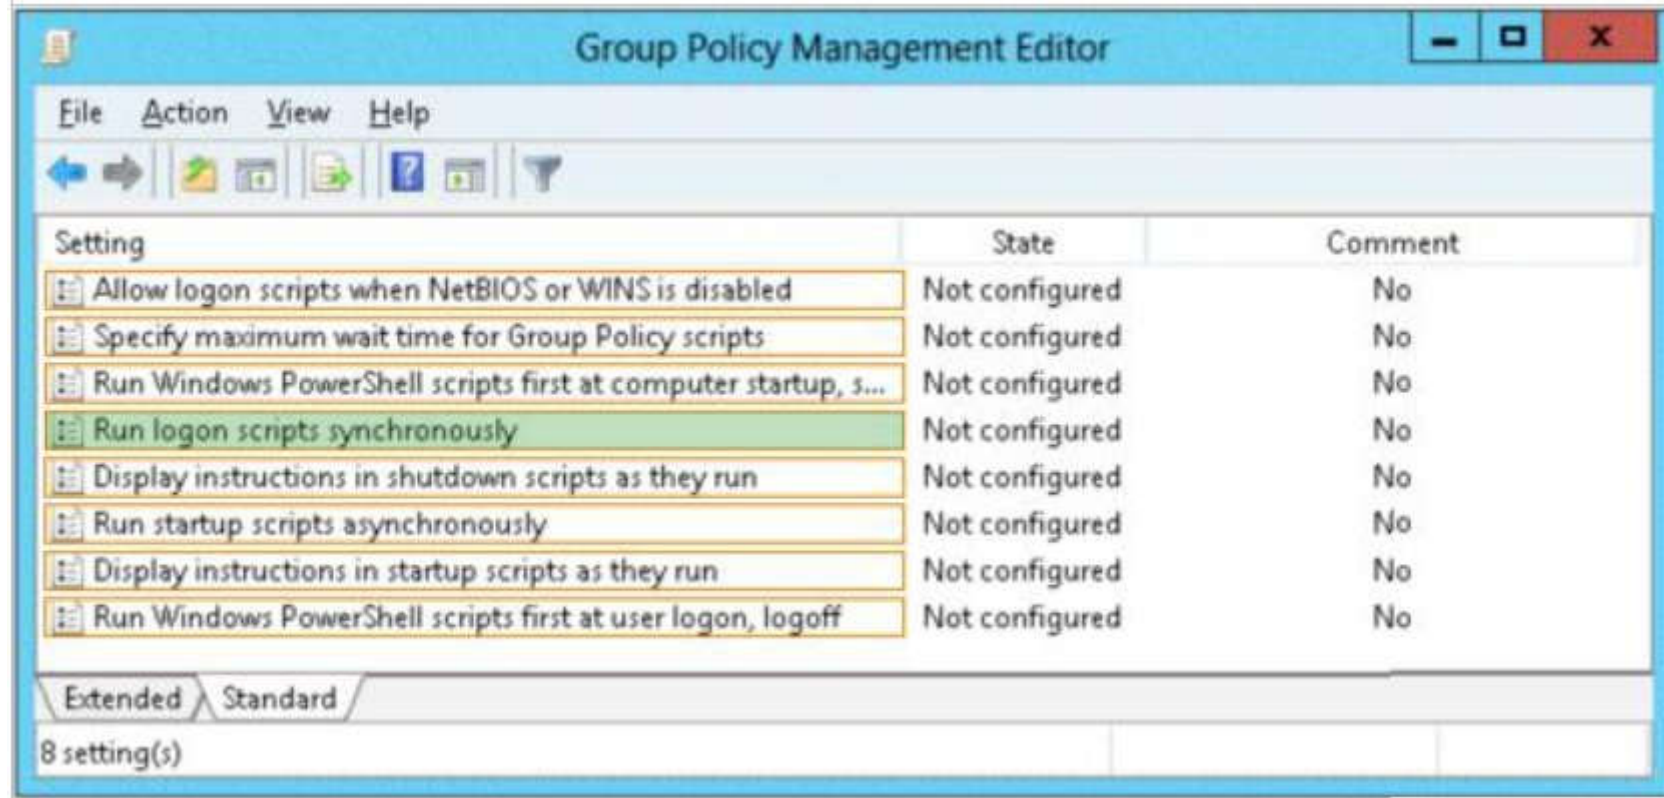 Group Policy Management Editor
File Action View Help
Setting State Comment
Allow logon scripts when NetBIOS or WINS is disabled Not configured No
Specify maximum wait time for Group Policy scripts Not configured No
Run Windows PowerShell scripts first at computer startup, s... Not configured No
Run logon scripts synchronously Not configured No
Display instructions in shutdown scripts as they run Not configured No
Run startup scripts asynchronously Not configured No
Display instructions in startup scripts as they run Not configured No
Run Windows PowerShell scripts first at user logon, logoff Not configured No
Extended Standard
8 setting(s)